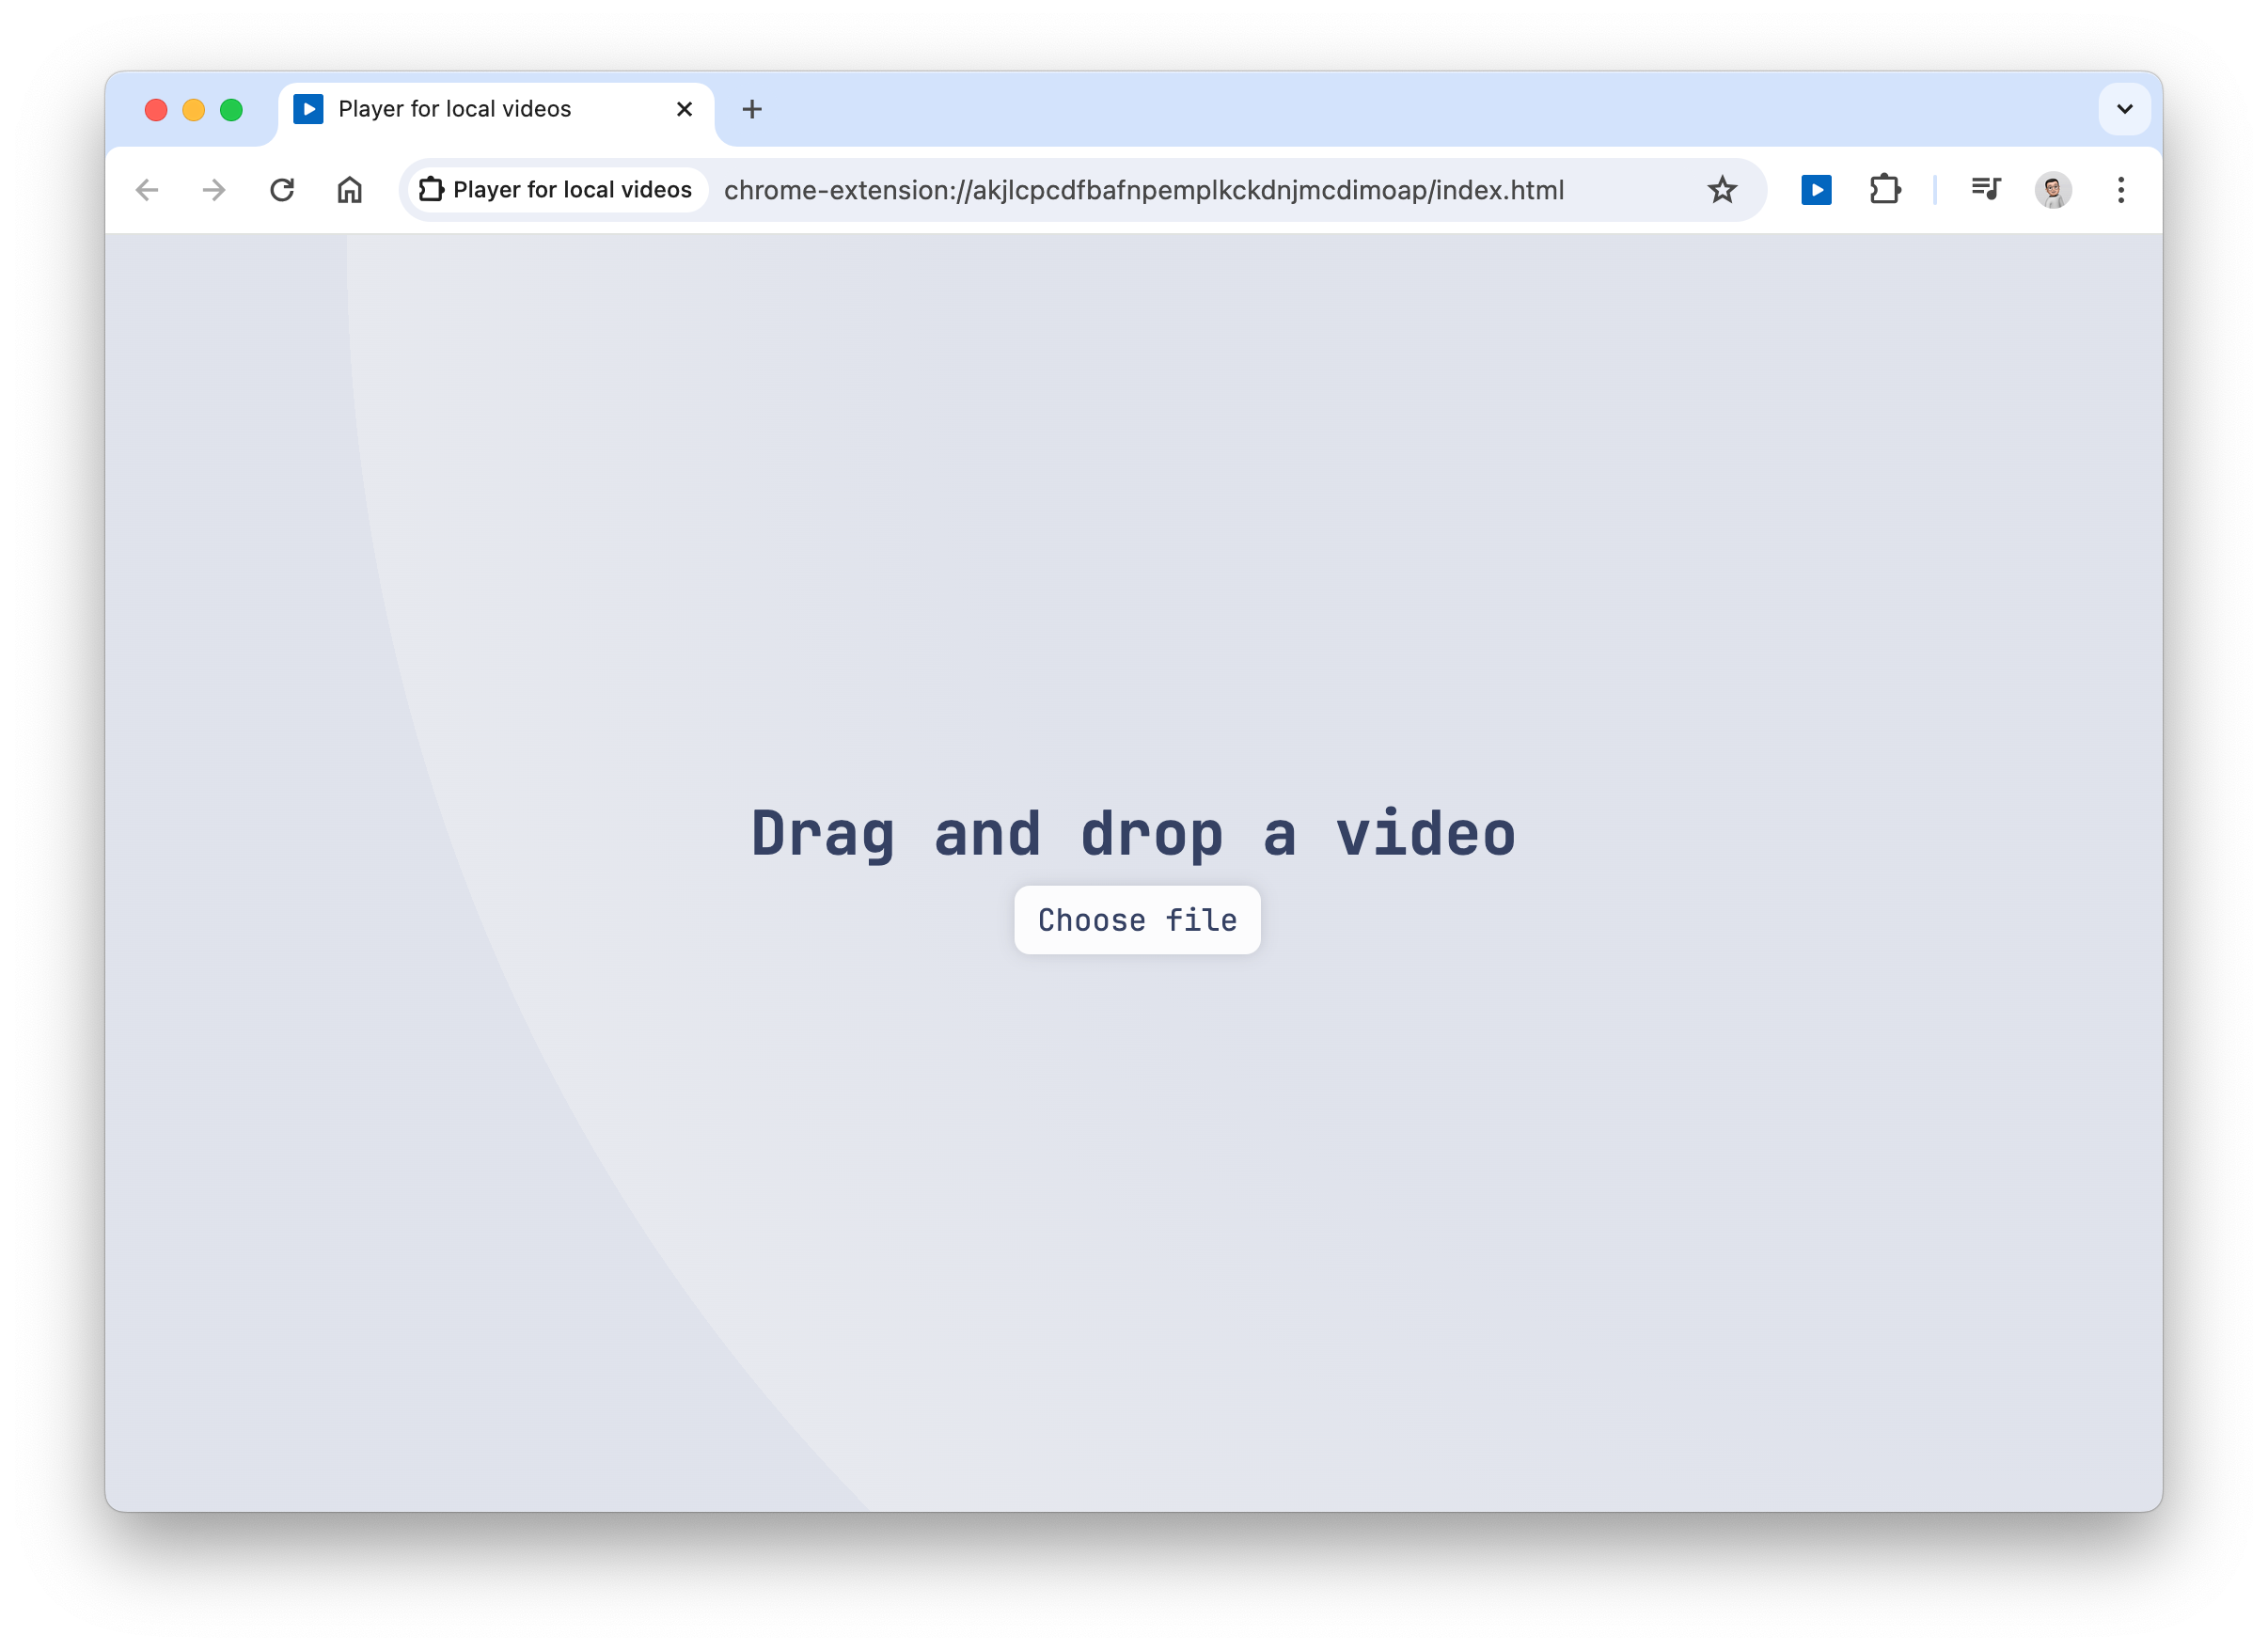 Player for local videos
Player for local videos chrome-extension://akjlcpcdfbafnpemplkckdnjmcdimoap/index.html
Drag and drop a video
Choose file